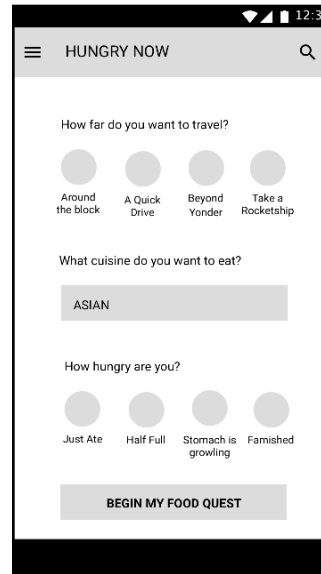 12:3
HUNGRY NOW
How far do you want to travel?
Around
the block
A Quick
Drive
Beyond
Yonder
Take a
Rocketship
What cuisine do you want to eat?
ASIAN
How hungry are you?
Just Ate
Half Full
Stomach is
growling
Famished
BEGIN MY FOOD QUEST